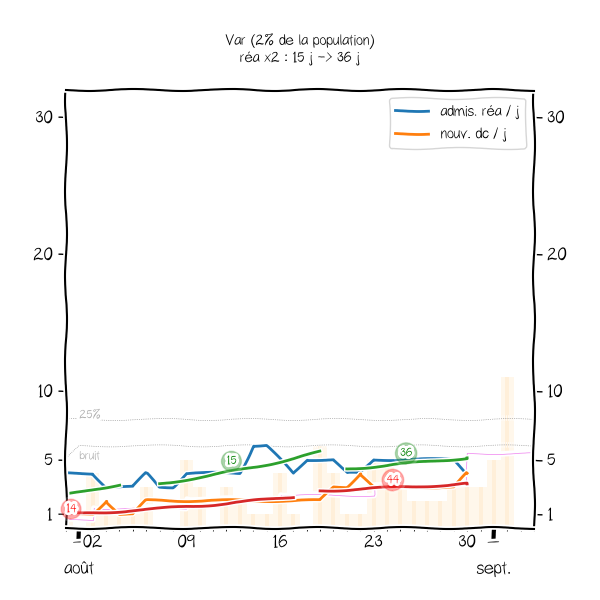 Var (2% de la population)
réa x2 : 15 j -> 36 j
admis. réa / j
nouv. dc / j
30
30
20
20
10
10
25%
bruit
5
5
15
36
44
14
1
1
02
09
16
23
30
août
sept.